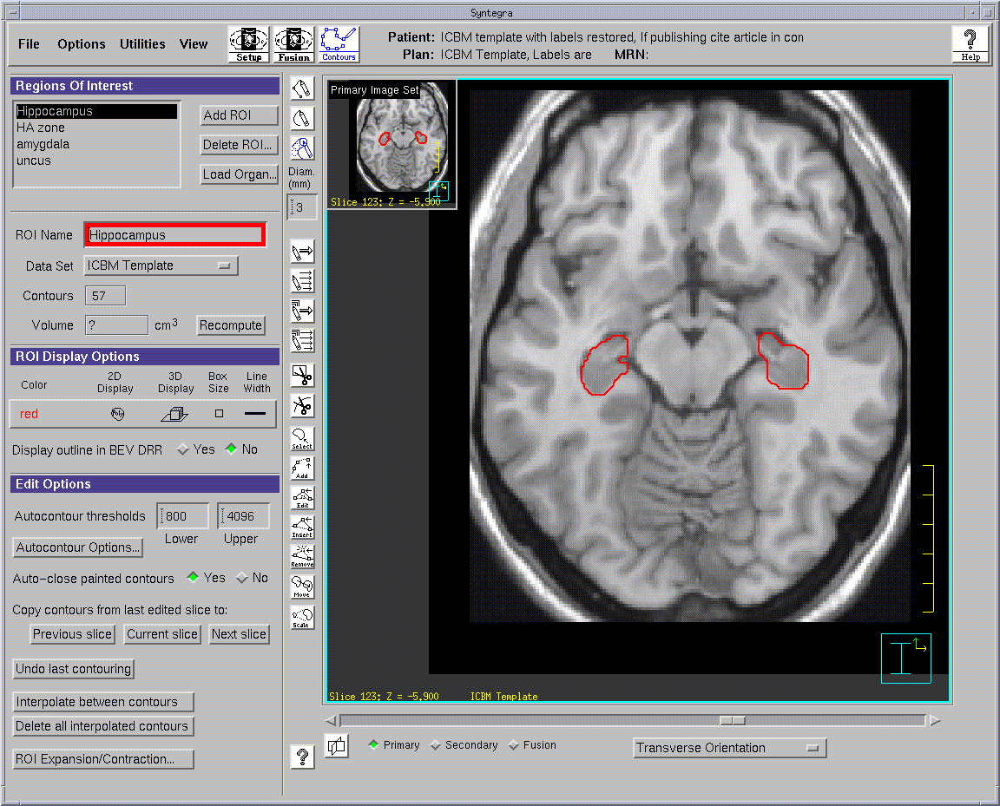 Syntegra
File Options Utilities View
Setup Fusion Contours
Patient: ICBM template with labels restored, If publishing cite article in con
Plan: ICBM Template, Labels are MRN:
Help
Regions Of Interest
Hippocampus
HA zone
amygdala
uncus
Add ROI
Delete ROI...
Load Organ...
ROI Name Hippocampus
Data Set ICBM Template
Contours 57
Volume ? cm3 Recompute
ROI Display Options
Color 2D Display 3D Display Box Size Line Width
red Poly
Display outline in BEV DRR Yes No
Edit Options
Autocontour thresholds 800 4096
Lower Upper
Autocontour Options...
Auto-close painted contours Yes No
Copy contours from last edited slice to:
Previous slice Current slice Next slice
Undo last contouring
Interpolate between contours
Delete all interpolated contours
ROI Expansion/Contraction...
Diam.
(mm)
3
Select
Add
Edit
Insert
Remove
Move
Scale
?
Primary Image Set
Slice 123: Z = -5.900
Slice 123: Z = -5.900 ICBM Template
Primary Secondary Fusion
Transverse Orientation